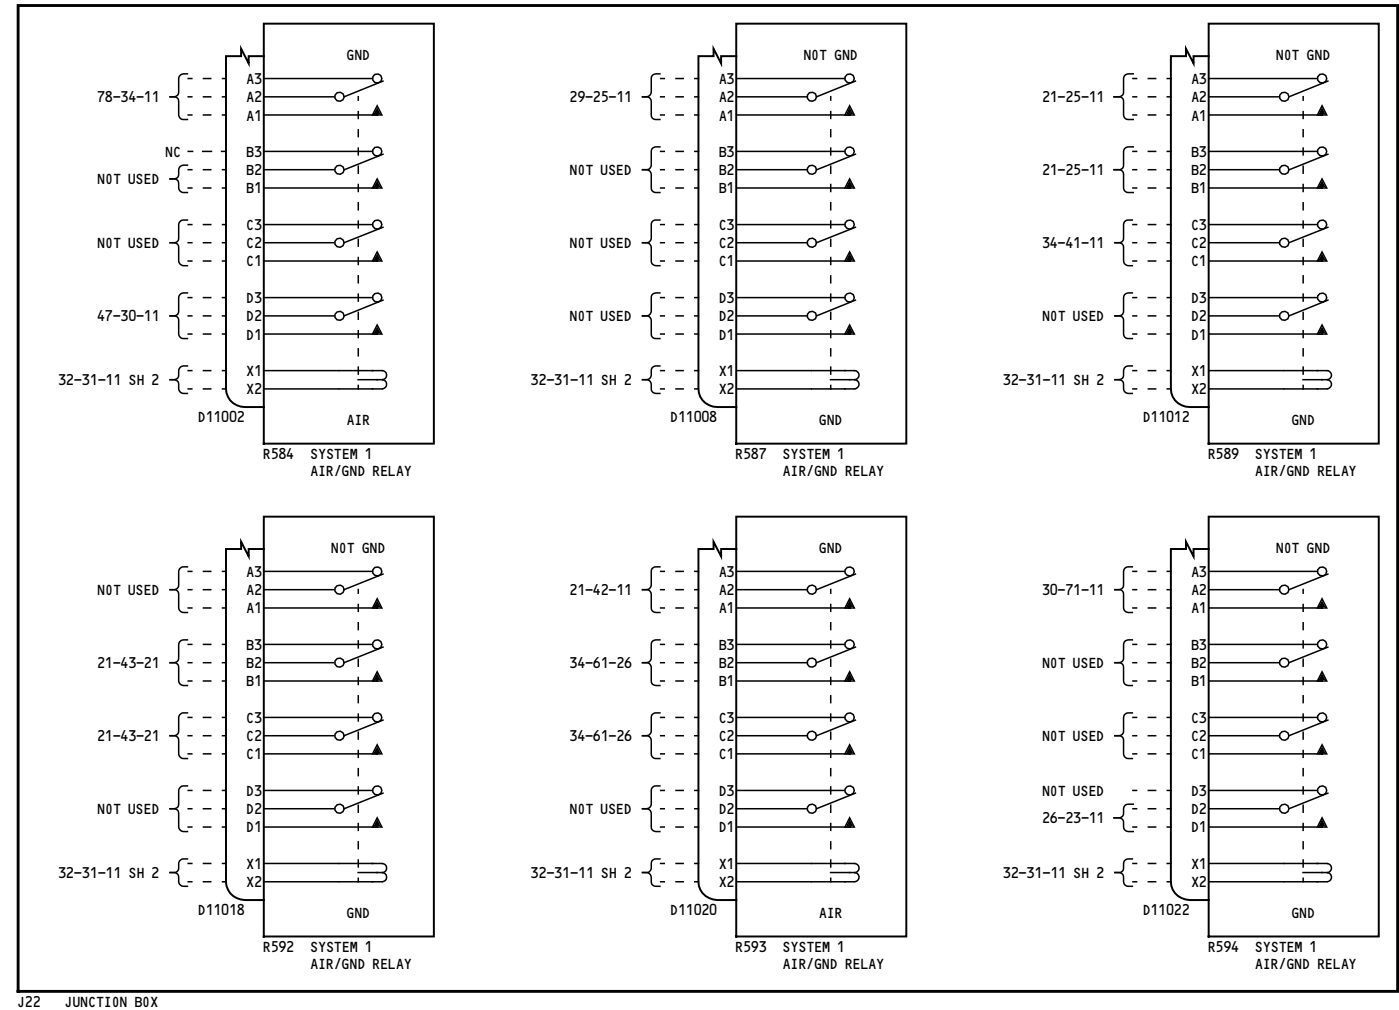 GND
78-34-11
A3
A2
A1
NC
B3
NOT USED
B2
B1
NOT USED
C3
C2
C1
47-30-11
D3
D2
D1
32-31-11 SH 2
X1
X2
D11002
AIR
R584 SYSTEM 1
AIR/GND RELAY
NOT GND
29-25-11
A3
A2
A1
NOT USED
B3
B2
B1
NOT USED
C3
C2
C1
NOT USED
D3
D2
D1
32-31-11 SH 2
X1
X2
D11008
GND
R587 SYSTEM 1
AIR/GND RELAY
NOT GND
21-25-11
A3
A2
A1
21-25-11
B3
B2
B1
34-41-11
C3
C2
C1
NOT USED
D3
D2
D1
32-31-11 SH 2
X1
X2
D11012
GND
R589 SYSTEM 1
AIR/GND RELAY
NOT GND
NOT USED
A3
A2
A1
21-43-21
B3
B2
B1
21-43-21
C3
C2
C1
NOT USED
D3
D2
D1
32-31-11 SH 2
X1
X2
D11018
GND
R592 SYSTEM 1
AIR/GND RELAY
GND
21-42-11
A3
A2
A1
34-61-26
B3
B2
B1
34-61-26
C3
C2
C1
NOT USED
D3
D2
D1
32-31-11 SH 2
X1
X2
D11020
AIR
R593 SYSTEM 1
AIR/GND RELAY
NOT GND
30-71-11
A3
A2
A1
NOT USED
B3
B2
B1
NOT USED
C3
C2
C1
NOT USED
D3
26-23-11
D2
D1
32-31-11 SH 2
X1
X2
D11022
GND
R594 SYSTEM 1
AIR/GND RELAY
J22 JUNCTION BOX